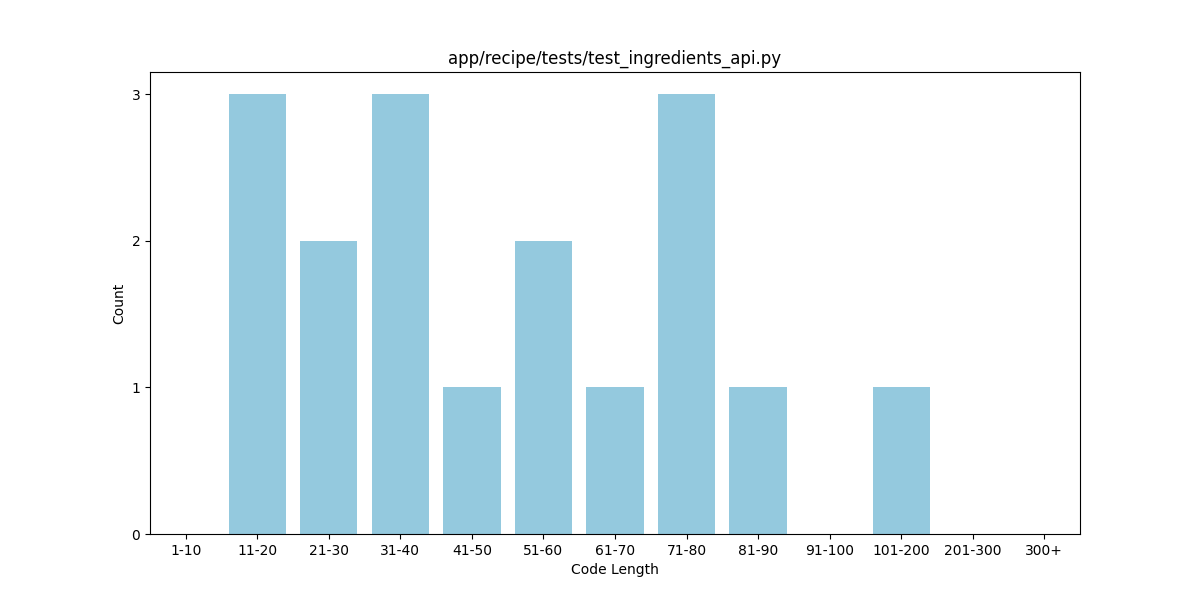 app/recipe/tests/test_ingredients_api.py
3
2
1
0
Count
1-10 11-20 21-30 31-40 41-50 51-60 61-70 71-80 81-90 91-100 101-200 201-300 300+
Code Length